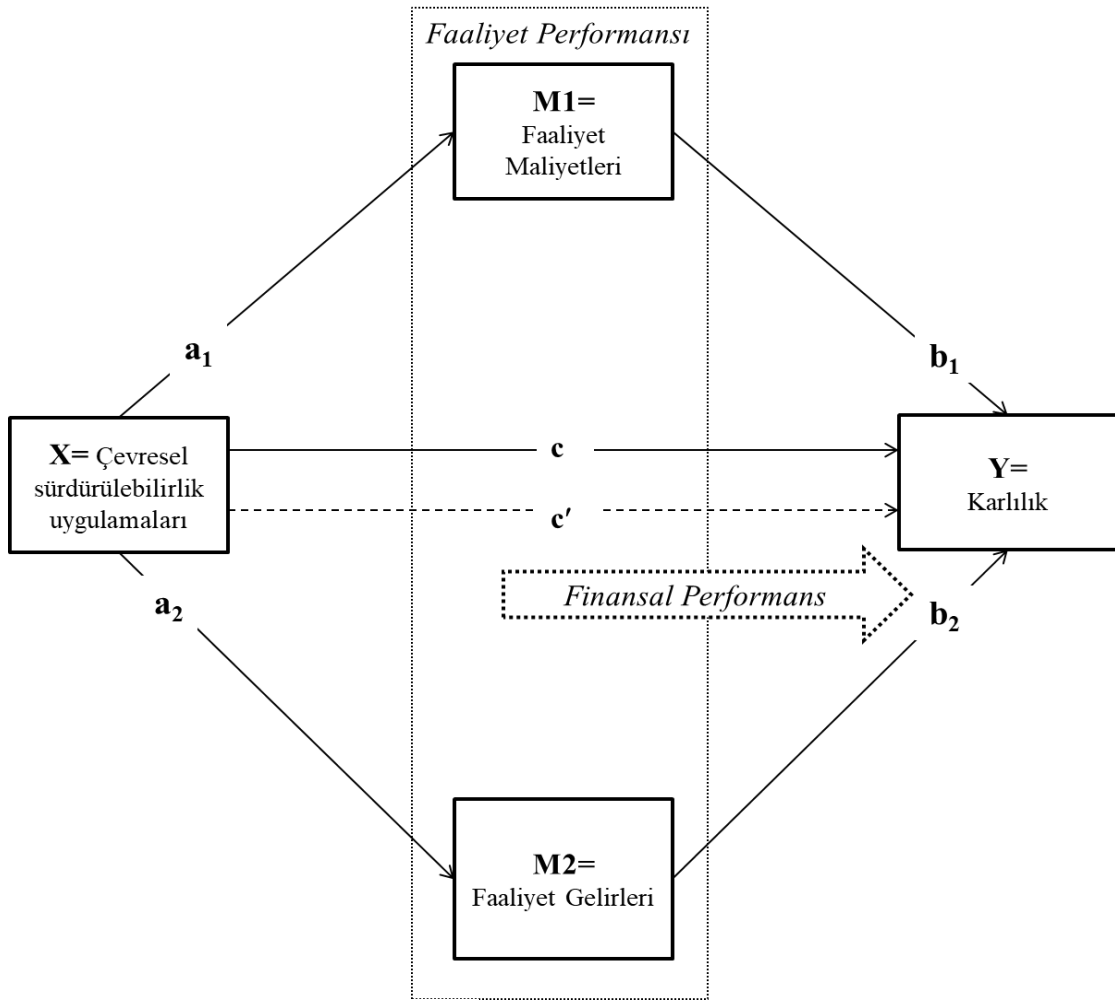 Faaliyet Performansı
M1=
Faaliyet
Maliyetleri
a₁
b₁
X= Çevresel
sürdürülebilirlik
uygulamaları
c
c′
Y=
Karlılık
Finansal Performans
a₂
b₂
M2=
Faaliyet Gelirleri